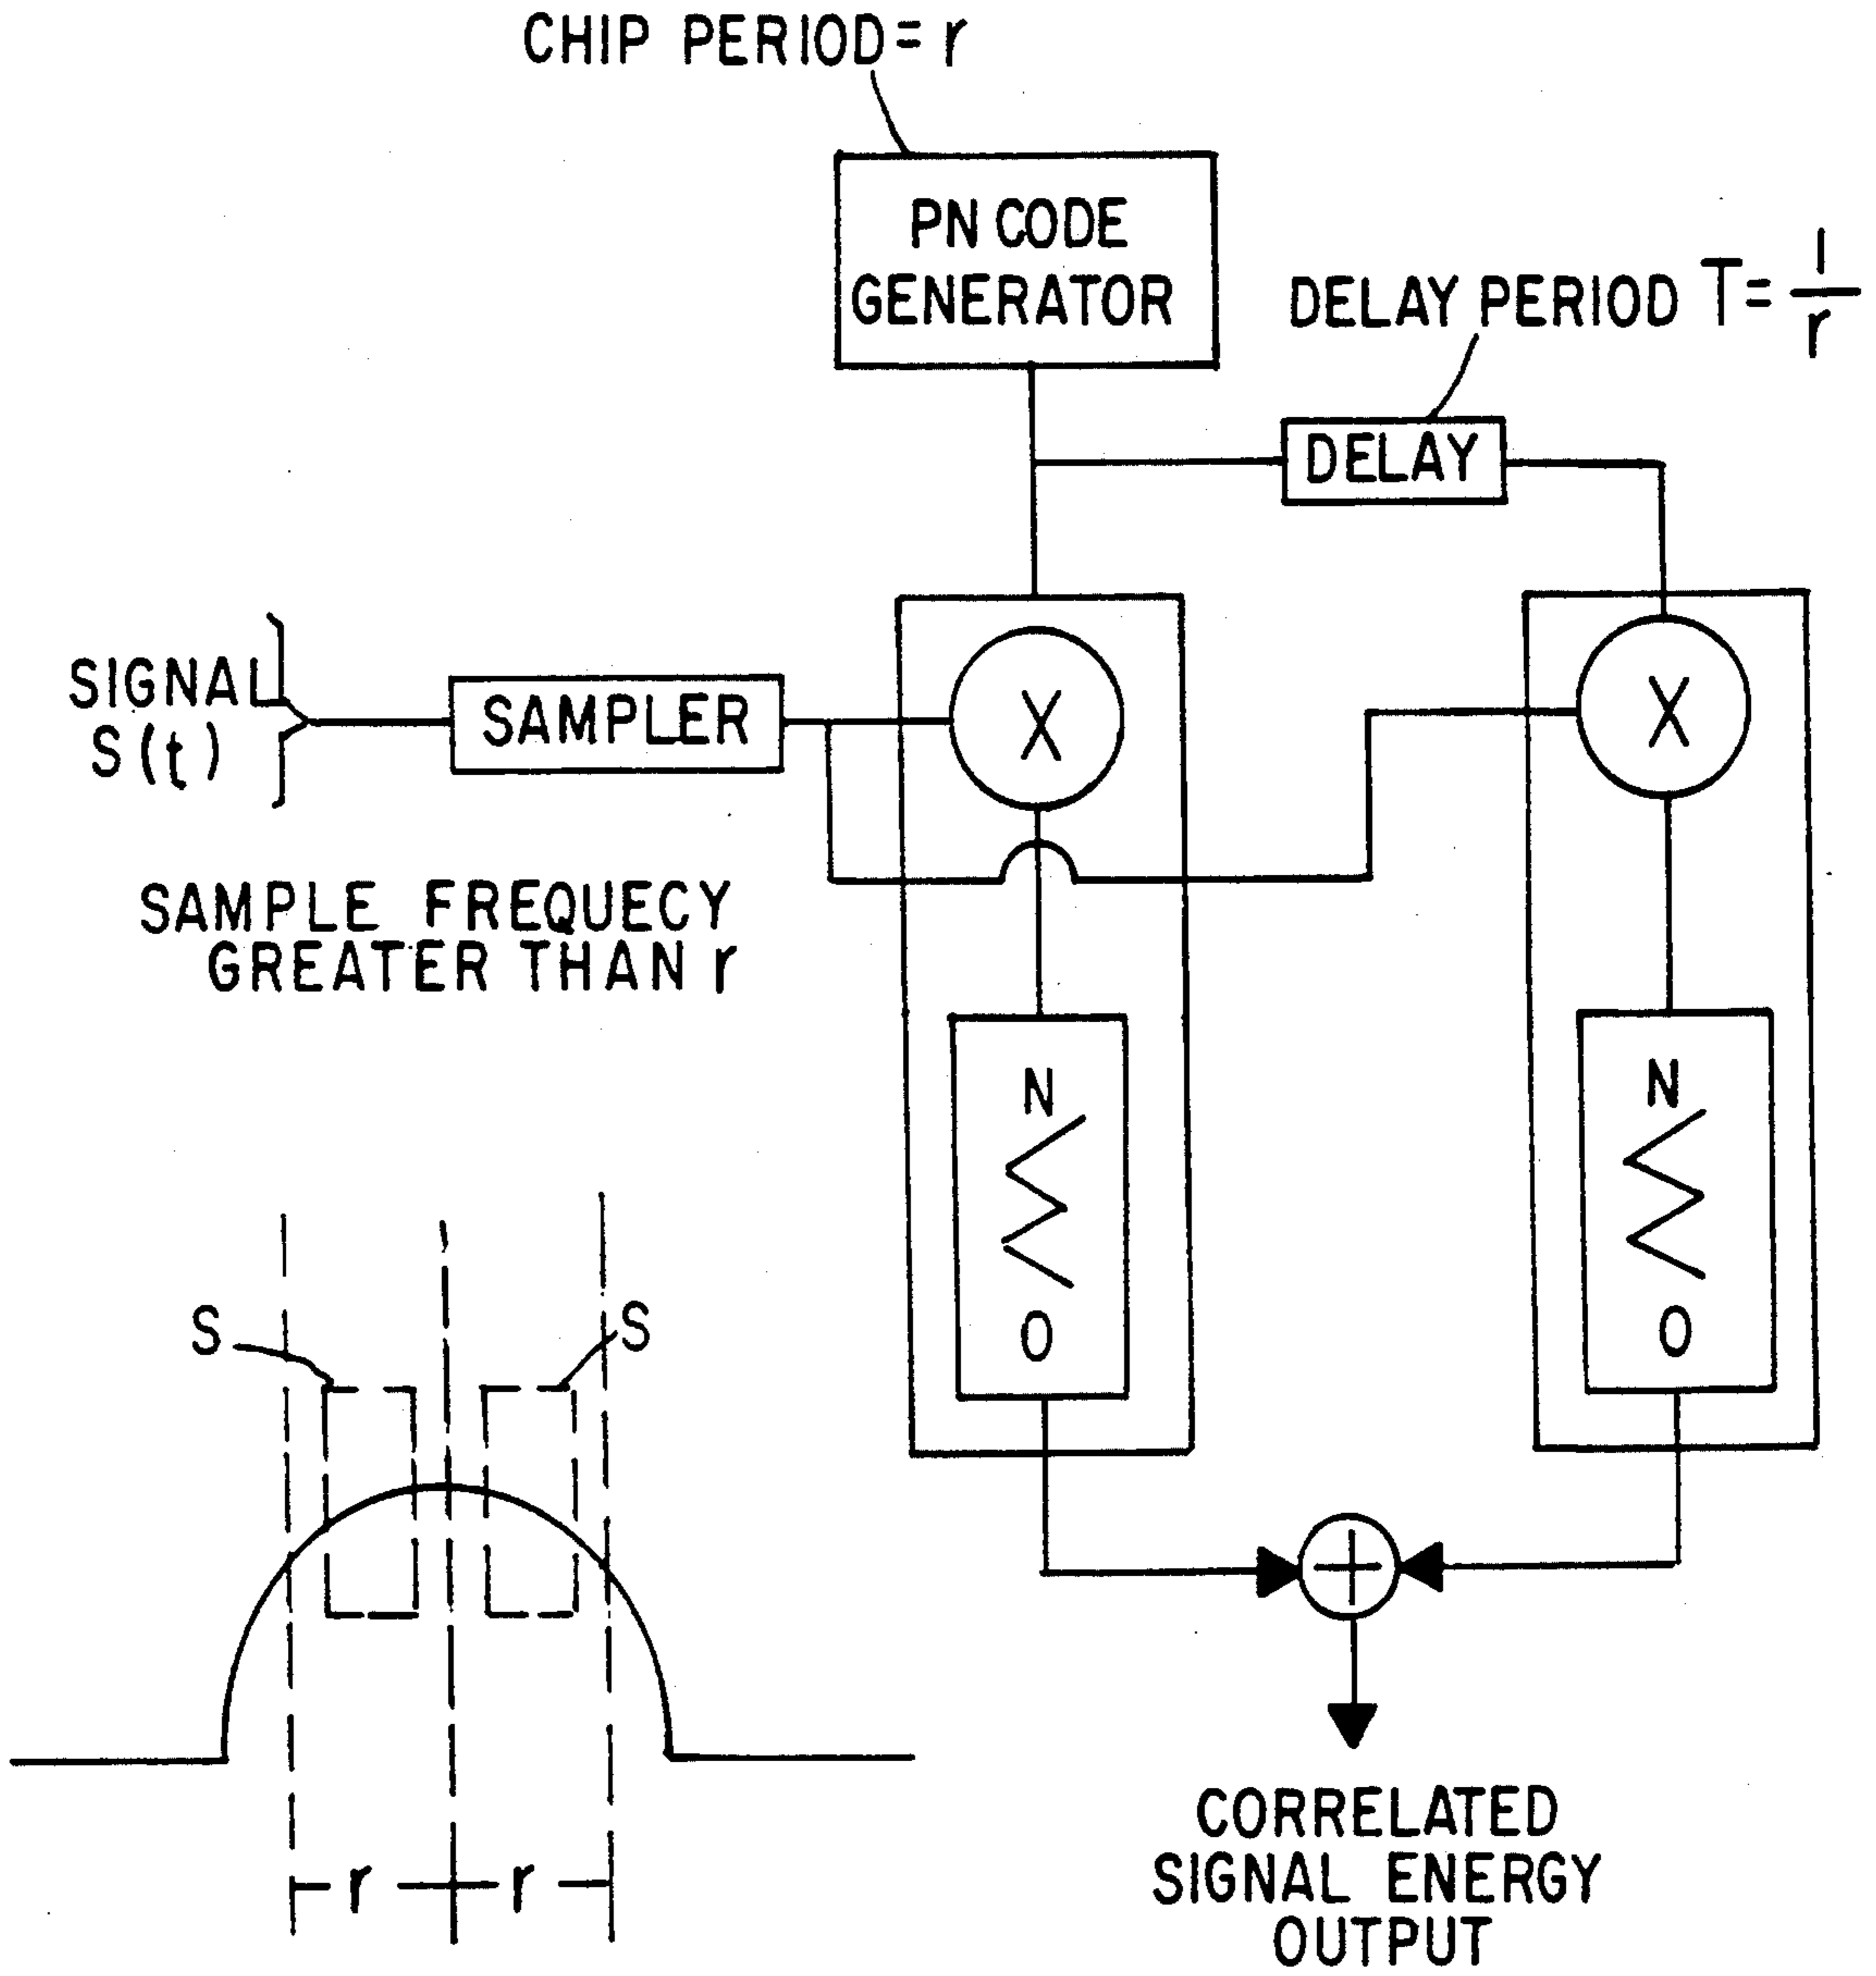 CHIP PERIOD = r
PN CODE
GENERATOR
DELAY PERIOD T = 1/r
DELAY
SIGNAL
S(t)
SAMPLER
X
X
SAMPLE FREQUECY
GREATER THAN r
N
O
N
O
S
S
r
r
CORRELATED
SIGNAL ENERGY
OUTPUT